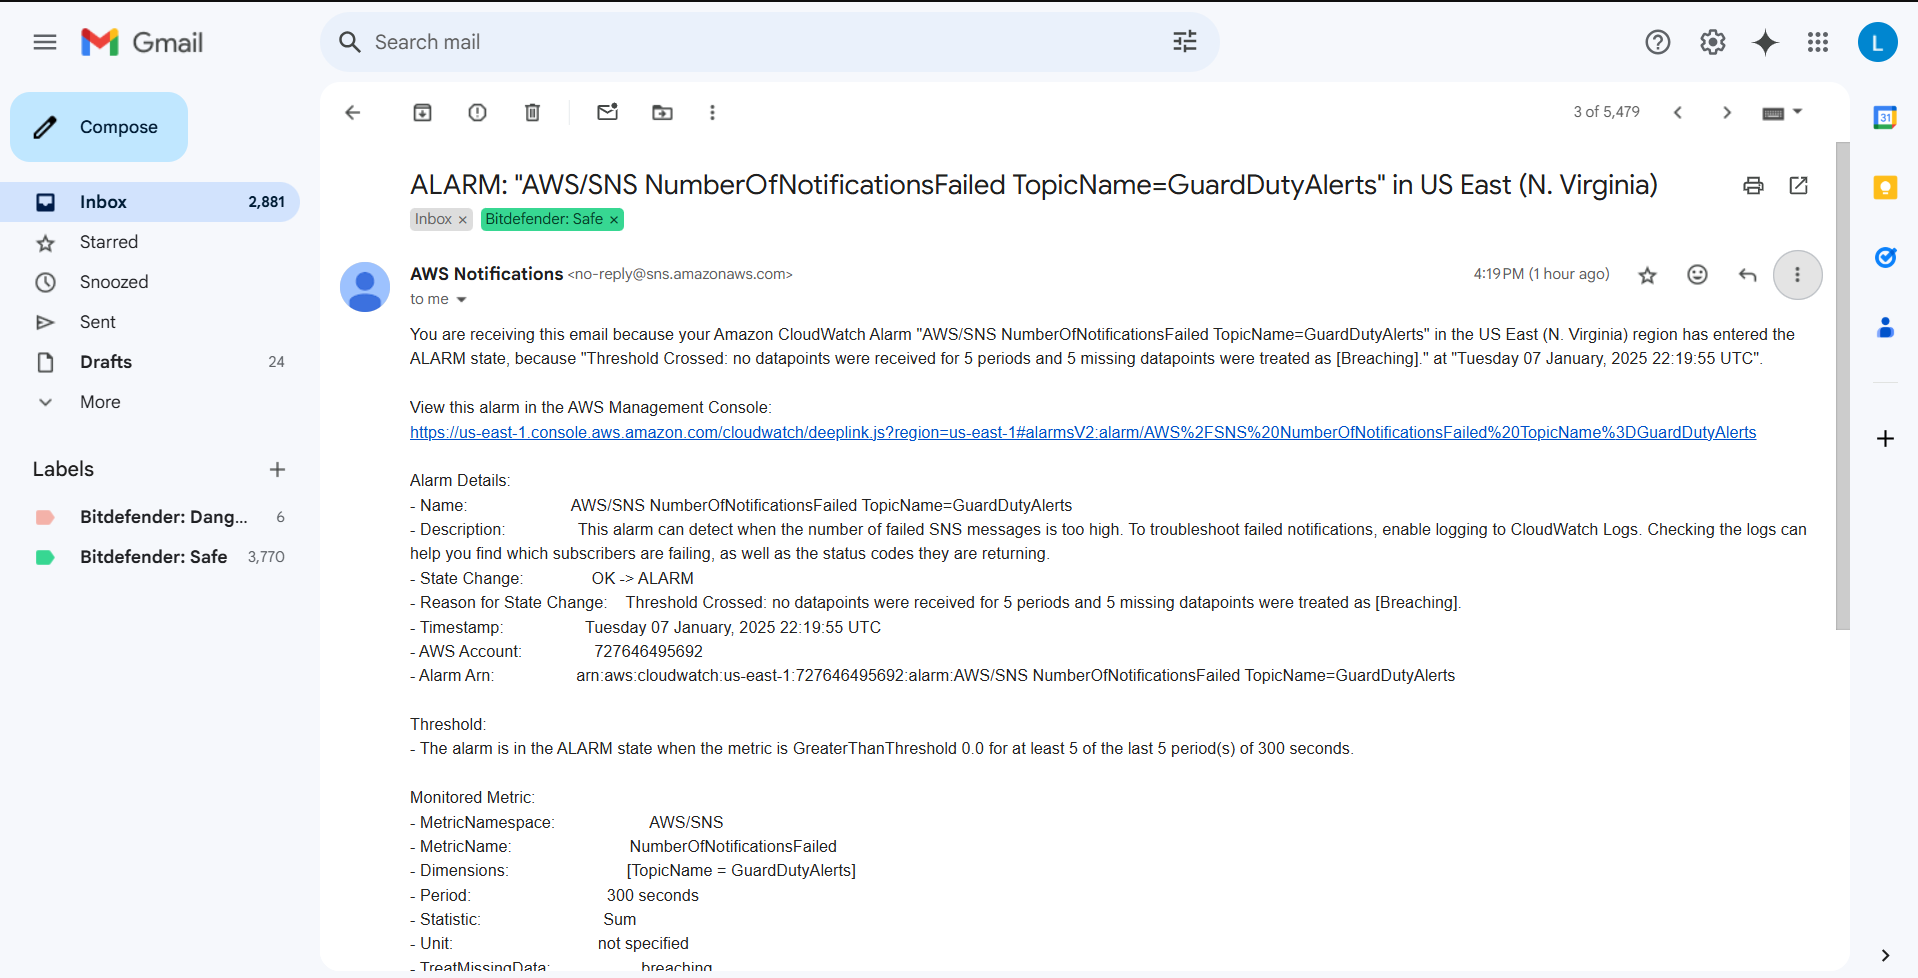 Gmail
Search mail
Compose
Inbox 2,881
Starred
Snoozed
Sent
Drafts 24
More
Labels
Bitdefender: Dang... 6
Bitdefender: Safe 3,770
3 of 5,479
ALARM: "AWS/SNS NumberOfNotificationsFailed TopicName=GuardDutyAlerts" in US East (N. Virginia)
Inbox x Bitdefender: Safe x
AWS Notifications <no-reply@sns.amazonaws.com> 4:19 PM (1 hour ago)
to me
You are receiving this email because your Amazon CloudWatch Alarm "AWS/SNS NumberOfNotificationsFailed TopicName=GuardDutyAlerts" in the US East (N. Virginia) region has entered the
ALARM state, because "Threshold Crossed: no datapoints were received for 5 periods and 5 missing datapoints were treated as [Breaching]." at "Tuesday 07 January, 2025 22:19:55 UTC".
View this alarm in the AWS Management Console:
https://us-east-1.console.aws.amazon.com/cloudwatch/deeplink.js?region=us-east-1#alarmsV2:alarm/AWS%2FSNS%20NumberOfNotificationsFailed%20TopicName%3DGuardDutyAlerts
Alarm Details:
- Name: AWS/SNS NumberOfNotificationsFailed TopicName=GuardDutyAlerts
- Description: This alarm can detect when the number of failed SNS messages is too high. To troubleshoot failed notifications, enable logging to CloudWatch Logs. Checking the logs can
help you find which subscribers are failing, as well as the status codes they are returning.
- State Change: OK -> ALARM
- Reason for State Change: Threshold Crossed: no datapoints were received for 5 periods and 5 missing datapoints were treated as [Breaching].
- Timestamp: Tuesday 07 January, 2025 22:19:55 UTC
- AWS Account: 727646495692
- Alarm Arn: arn:aws:cloudwatch:us-east-1:727646495692:alarm:AWS/SNS NumberOfNotificationsFailed TopicName=GuardDutyAlerts
Threshold:
- The alarm is in the ALARM state when the metric is GreaterThanThreshold 0.0 for at least 5 of the last 5 period(s) of 300 seconds.
Monitored Metric:
- MetricNamespace: AWS/SNS
- MetricName: NumberOfNotificationsFailed
- Dimensions: [TopicName = GuardDutyAlerts]
- Period: 300 seconds
- Statistic: Sum
- Unit: not specified
- TreatMissingData: breaching
L
31